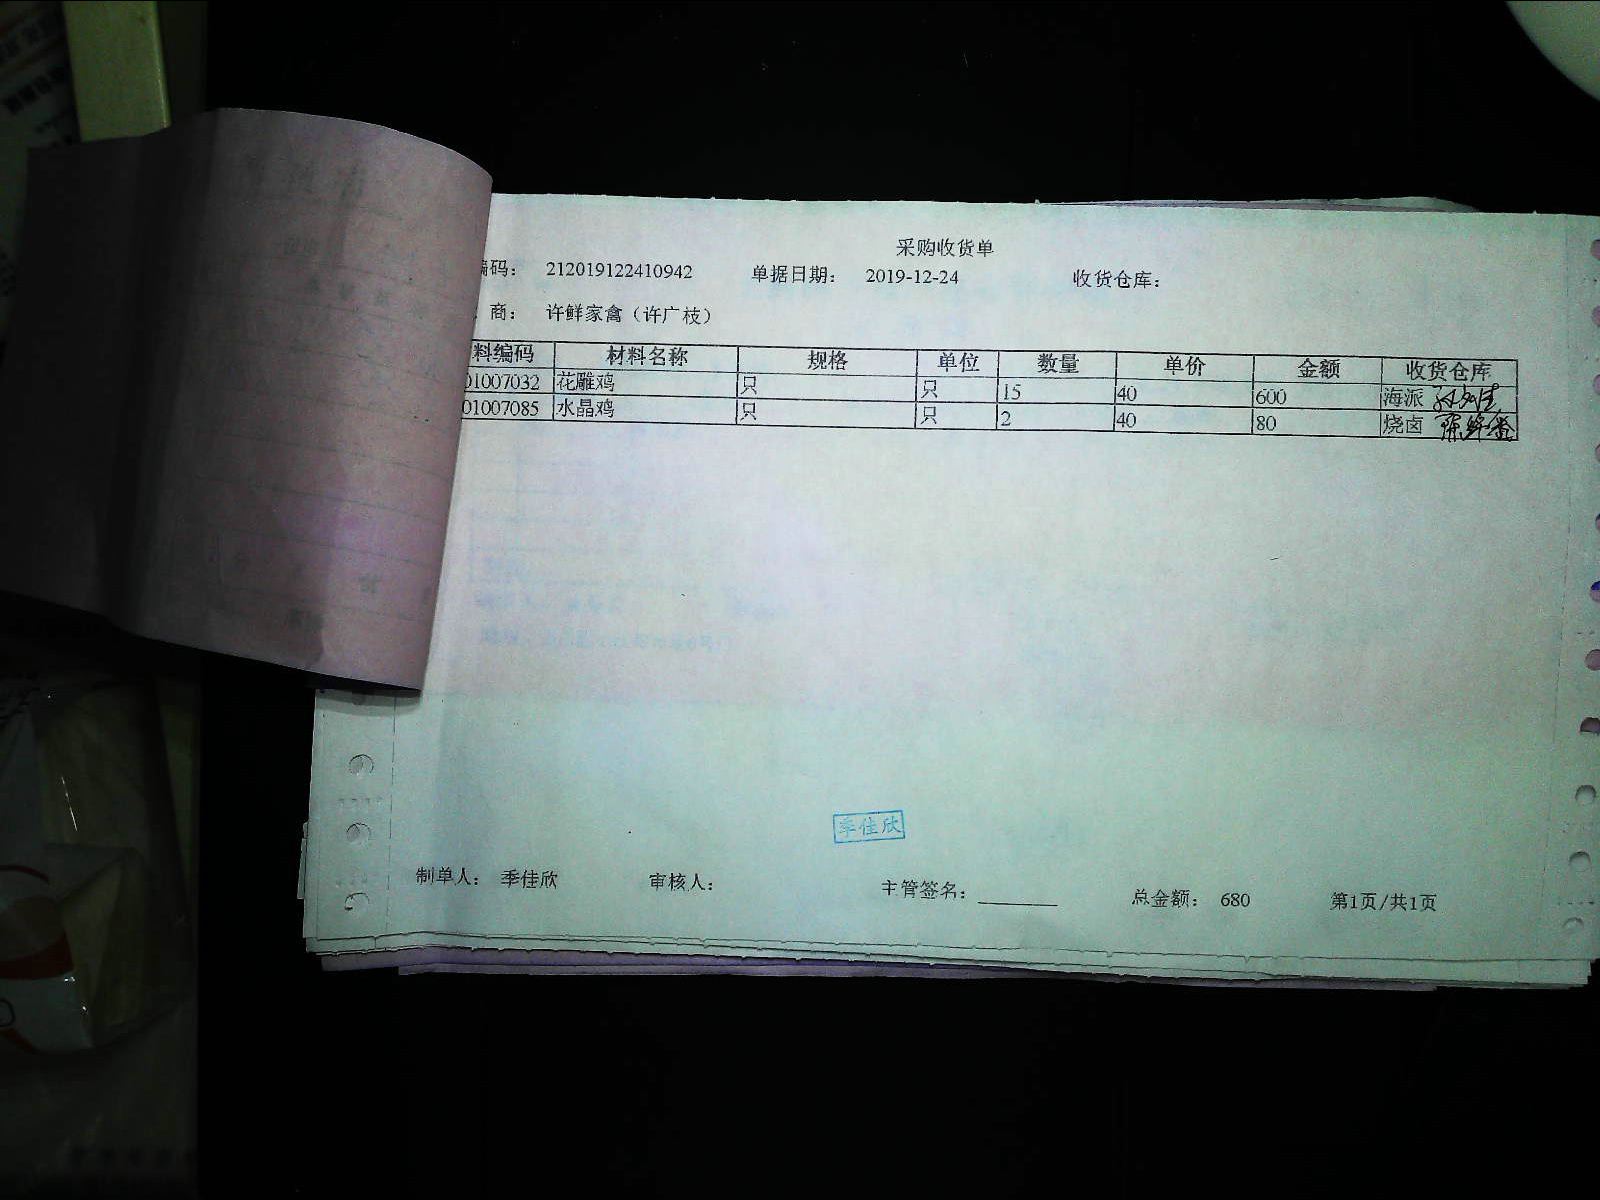 采购收货单
编码： 212019122410942 单据日期： 2019-12-24 收货仓库：
商： 许鲜家禽（许广枝）
料编码 材料名称 规格 单位 数量 单价 金额 收货仓库
01007032 花雕鸡 只 只 15 40 600 海派
01007085 水晶鸡 只 只 2 40 80 烧卤
季佳欣
制单人： 季佳欣 审核人： 主管签名： 总金额： 680 第1页/共1页